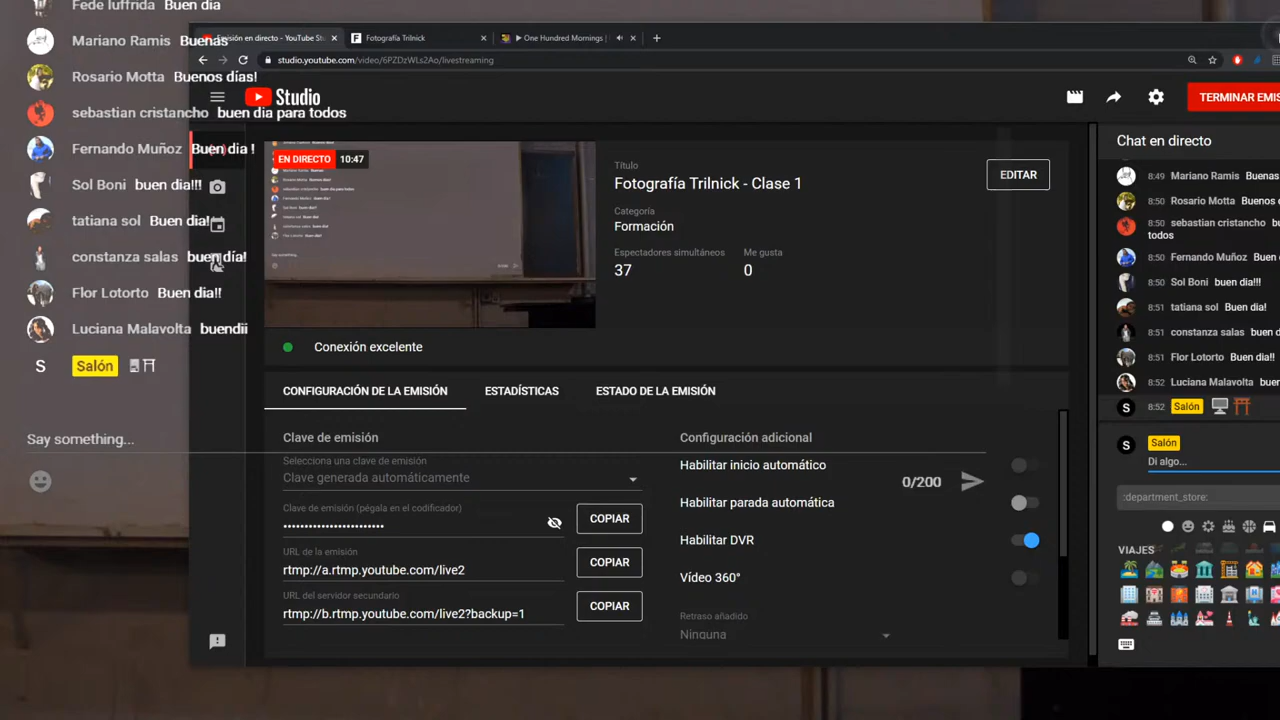 Fede luffrida Buen dia
Mariano Ramis Buenas
Rosario Motta Buenos días!
sebastian cristancho buen dia para todos
Fernando Muñoz Buen dia !
Sol Boni buen dia!!!
tatiana sol Buen dia!
constanza salas buen día!
Flor Lotorto Buen dia!!
Luciana Malavolta buendii
S Salón
Say something...
0/200
Emisión en directo - YouTube St
Fotografía Trilnick
One Hundred Mornings |
studio.youtube.com/video/6PZDzWLs2Ao/livestreaming
Studio
TERMINAR EMIS
EN DIRECTO 10:47
Título
Fotografía Trilnick - Clase 1
EDITAR
Categoría
Formación
Espectadores simultáneos Me gusta
37 0
Conexión excelente
CONFIGURACIÓN DE LA EMISIÓN ESTADÍSTICAS ESTADO DE LA EMISIÓN
Clave de emisión
Selecciona una clave de emisión
Clave generada automáticamente
Clave de emisión (pégala en el codificador)
••••••••••••••••••••••••
COPIAR
URL de la emisión
rtmp://a.rtmp.youtube.com/live2
COPIAR
URL del servidor secundario
rtmp://b.rtmp.youtube.com/live2?backup=1
COPIAR
Configuración adicional
Habilitar inicio automático
Habilitar parada automática
Habilitar DVR
Vídeo 360°
Retraso añadido
Ninguna
Chat en directo
8:49 Mariano Ramis Buenas
8:50 Rosario Motta Buenos d
8:50 sebastian cristancho bue
todos
8:50 Fernando Muñoz Buen d
8:50 Sol Boni buen dia!!!
8:51 tatiana sol Buen dia!
8:51 constanza salas buen día
8:51 Flor Lotorto Buen dia!!
8:52 Luciana Malavolta buen
S 8:52 Salón
S Salón
Di algo...
:department_store:
VIAJES